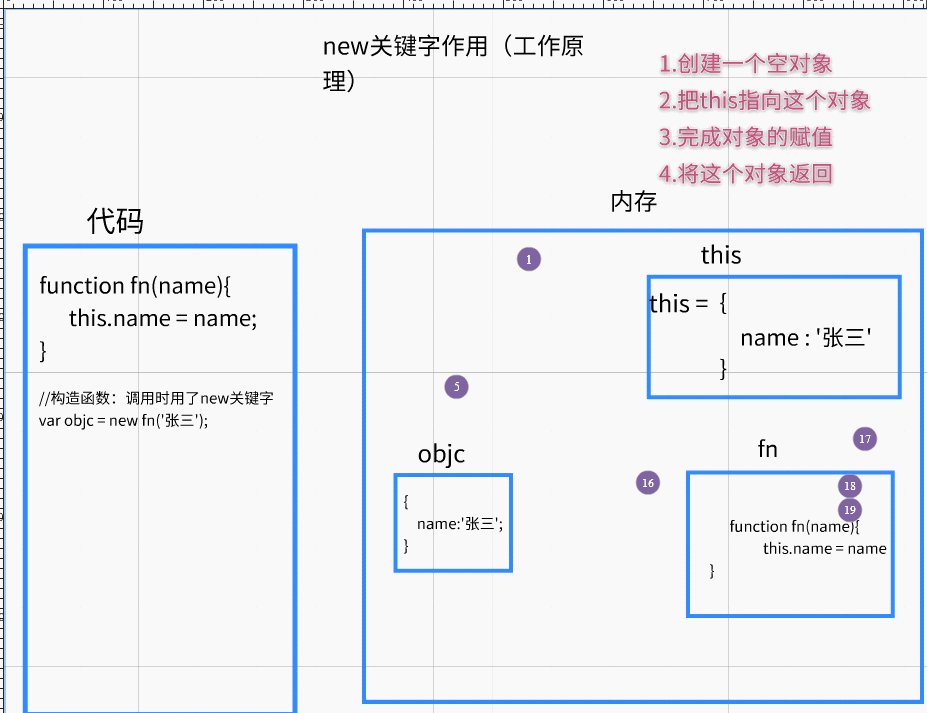 new关键字作用（工作原
理）
1.创建一个空对象
2.把this指向这个对象
3.完成对象的赋值
4.将这个对象返回
代码
function fn(name){
this.name = name;
}
//构造函数：调用时用了new关键字
var objc = new fn('张三');
内存
1
this
this = {
name : '张三'
}
5
objc
{
name:'张三';
}
16
17
fn
18
19
function fn(name){
this.name = name
}